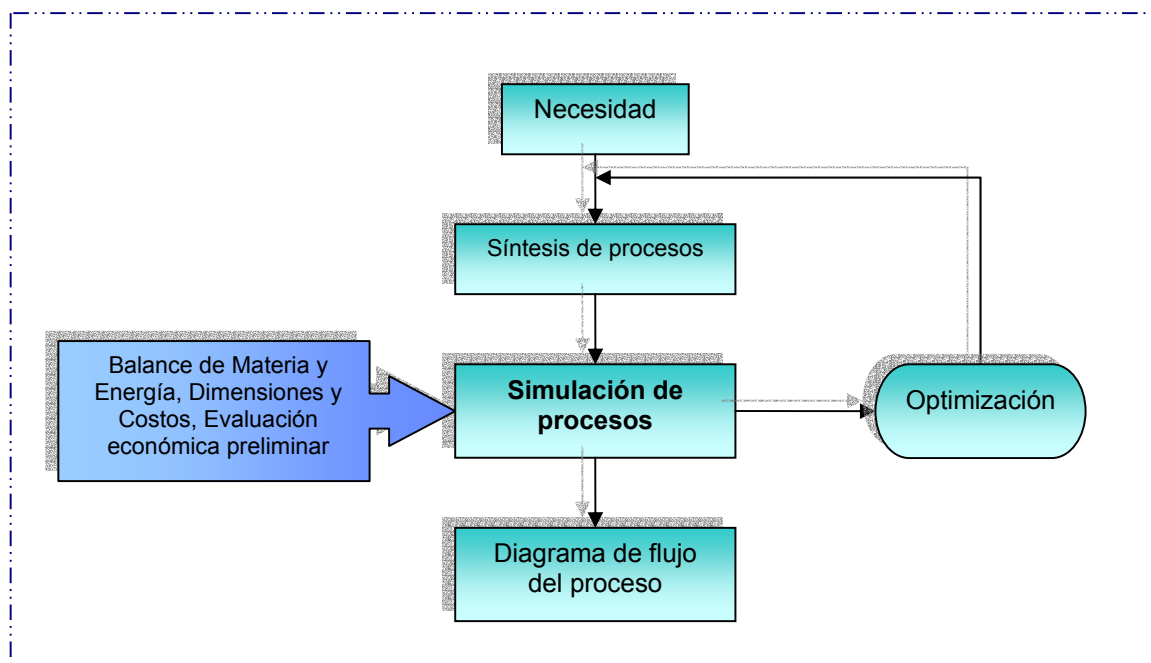 Necesidad
Síntesis de procesos
Balance de Materia y
Energía, Dimensiones y
Costos, Evaluación
económica preliminar
Simulación de
procesos
Optimización
Diagrama de flujo
del proceso